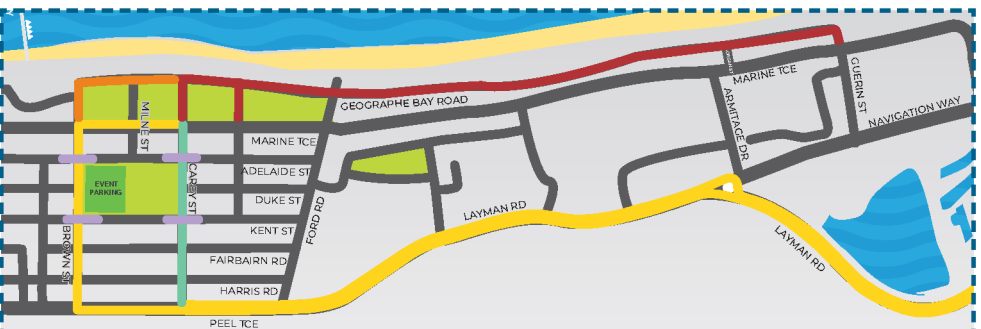 MILNE ST
GEOGRAPHE BAY ROAD
MARINE TCE
GUERIN ST
ARMITAGE DR
NAVIGATION WAY
MARINE TCE
ADELAIDE ST
CAREY ST
EVENT
PARKING
DUKE ST
FORD RD
LAYMAN RD
KENT ST
BROWN ST
FAIRBAIRN RD
LAYMAN RD
HARRIS RD
PEEL TCE